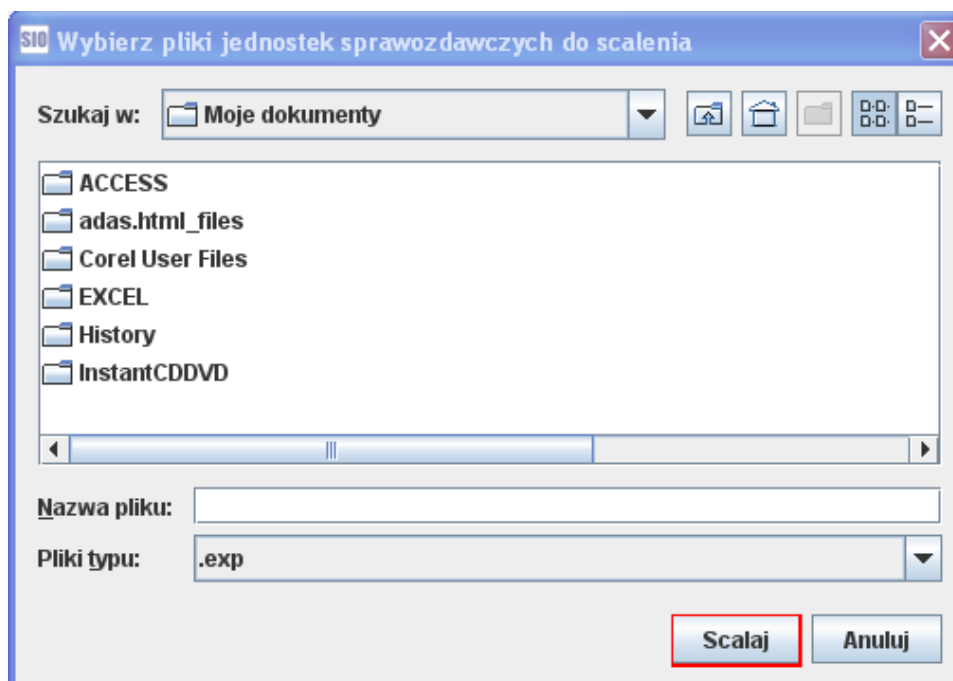 SIO Wybierz pliki jednostek sprawozdawczych do scalenia
Szukaj w: Moje dokumenty
ACCESS
adas.html_files
Corel User Files
EXCEL
History
InstantCDDVD
Nazwa pliku:
Pliki typu: .exp
Scalaj Anuluj